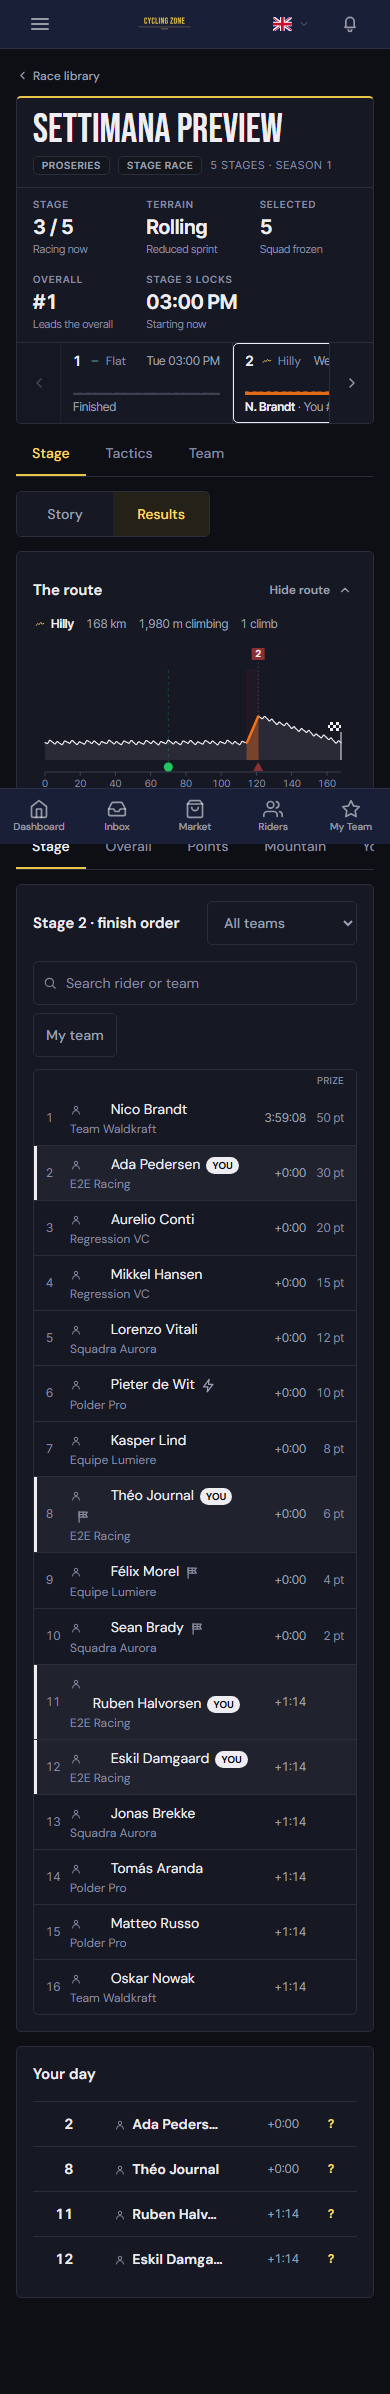 CYCLING ZONE
Race library
SETTIMANA PREVIEW
PROSERIES STAGE RACE 5 STAGES · SEASON 1
STAGE TERRAIN SELECTED
3 / 5 Rolling 5
Racing now Reduced sprint Squad frozen
OVERALL STAGE 3 LOCKS
#1 03:00 PM
Leads the overall Starting now
1 Flat Tue 03:00 PM 2 Hilly We
Finished N. Brandt · You #
Stage Tactics Team
Story Results
The route Hide route
Hilly 168 km 1,980 m climbing 1 climb
2
0 20 40 60 80 100 120 140 160
Dashboard Inbox Market Riders My Team
Stage Overall Points Mountain Yo
Stage 2 · finish order All teams
Search rider or team
My team
PRIZE
1 Nico Brandt 3:59:08 50 pt
Team Waldkraft
2 Ada Pedersen YOU +0:00 30 pt
E2E Racing
3 Aurelio Conti +0:00 20 pt
Regression VC
4 Mikkel Hansen +0:00 15 pt
Regression VC
5 Lorenzo Vitali +0:00 12 pt
Squadra Aurora
6 Pieter de Wit +0:00 10 pt
Polder Pro
7 Kasper Lind +0:00 8 pt
Equipe Lumiere
8 Théo Journal YOU +0:00 6 pt
E2E Racing
9 Félix Morel +0:00 4 pt
Equipe Lumiere
10 Sean Brady +0:00 2 pt
Squadra Aurora
11 Ruben Halvorsen YOU +1:14
E2E Racing
12 Eskil Damgaard YOU +1:14
E2E Racing
13 Jonas Brekke +1:14
Squadra Aurora
14 Tomás Aranda +1:14
Polder Pro
15 Matteo Russo +1:14
Polder Pro
16 Oskar Nowak +1:14
Team Waldkraft
Your day
2 Ada Peders... +0:00 ?
8 Théo Journal +0:00 ?
11 Ruben Halv... +1:14 ?
12 Eskil Damga... +1:14 ?